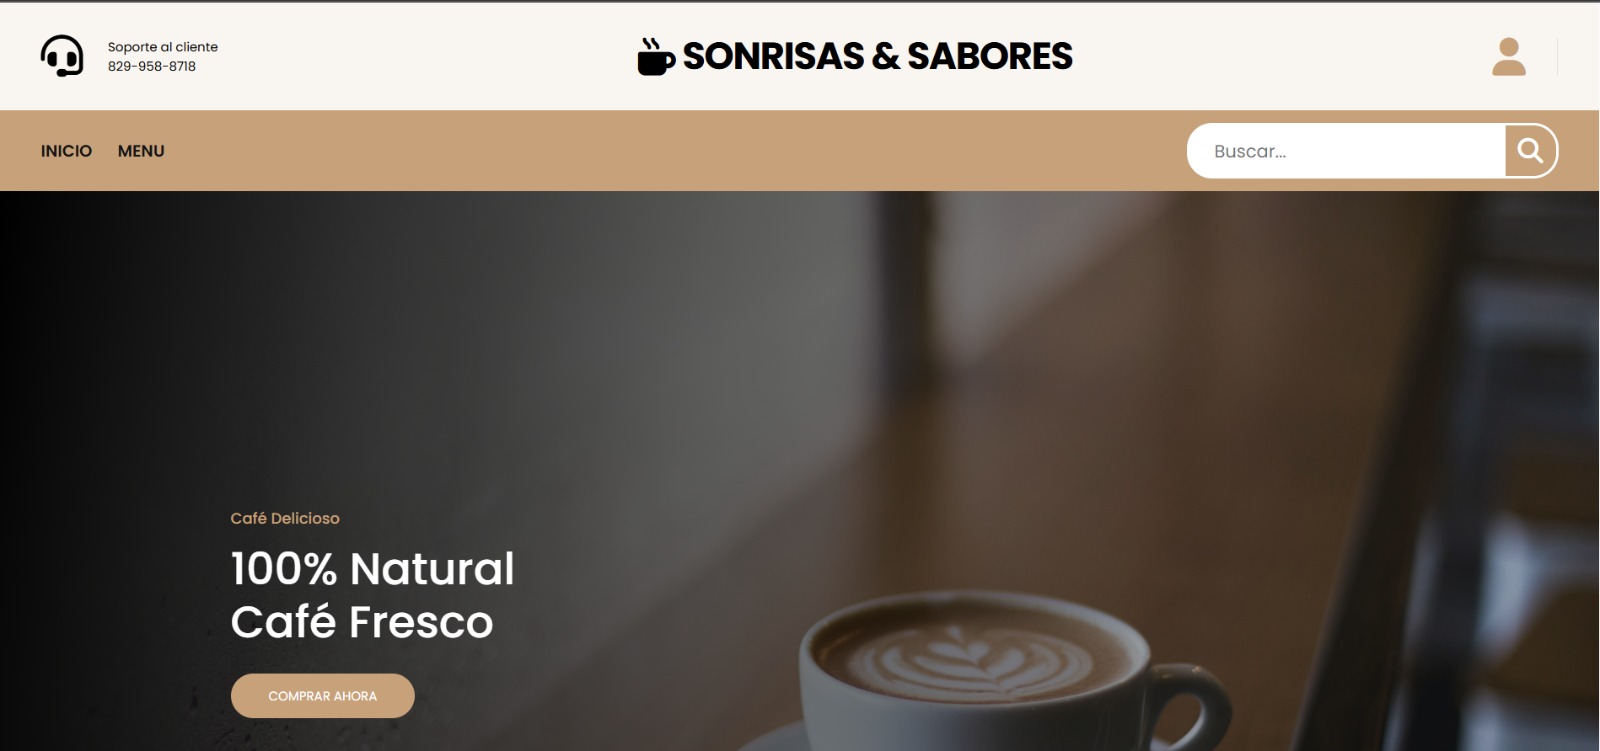 Soporte al cliente
829-958-8718
SONRISAS & SABORES
INICIO
MENU
Buscar...
Café Delicioso
100% Natural
Café Fresco
COMPRAR AHORA